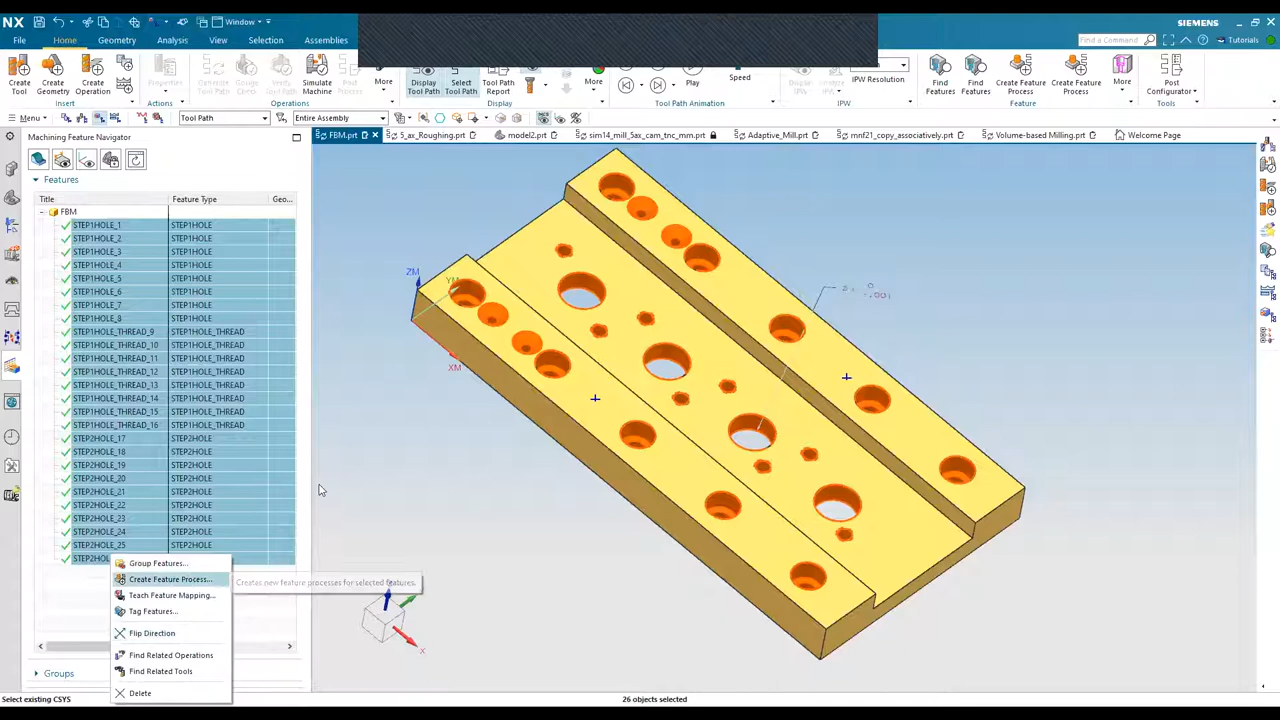 NX
Window
SIEMENS
File
Home
Geometry
Analysis
View
Selection
Assemblies
Find a Command
Tutorials
Create Tool
Create Geometry
Create Operation
Properties
Generate Tool Path
Gouge Check
Simulate Machine
More
Display Tool Path
Select Tool Path
Tool Path Report
More
Play
Speed
IPW Resolution
Find Features
Find Features
Create Feature Process
Create Feature Process
More
Post Configurator
Insert
Actions
Operations
Display
Tool Path Animation
IPW
Feature
Tools
Menu
Tool Path
Entire Assembly
Machining Feature Navigator
FBM.prt
5_ax_Roughing.prt
model2.prt
sim14_mill_5ax_cam_tnc_mm.prt
Adaptive_Mill.prt
mnf21_copy_associatively.prt
Volume-based Milling.prt
Welcome Page
Features
Title Feature Type Geo...
FBM
STEP1HOLE_1 STEP1HOLE
STEP1HOLE_2 STEP1HOLE
STEP1HOLE_3 STEP1HOLE
STEP1HOLE_4 STEP1HOLE
STEP1HOLE_5 STEP1HOLE
STEP1HOLE_6 STEP1HOLE
STEP1HOLE_7 STEP1HOLE
STEP1HOLE_8 STEP1HOLE
STEP1HOLE_THREAD_9 STEP1HOLE_THREAD
STEP1HOLE_THREAD_10 STEP1HOLE_THREAD
STEP1HOLE_THREAD_11 STEP1HOLE_THREAD
STEP1HOLE_THREAD_12 STEP1HOLE_THREAD
STEP1HOLE_THREAD_13 STEP1HOLE_THREAD
STEP1HOLE_THREAD_14 STEP1HOLE_THREAD
STEP1HOLE_THREAD_15 STEP1HOLE_THREAD
STEP1HOLE_THREAD_16 STEP1HOLE_THREAD
STEP2HOLE_17 STEP2HOLE
STEP2HOLE_18 STEP2HOLE
STEP2HOLE_19 STEP2HOLE
STEP2HOLE_20 STEP2HOLE
STEP2HOLE_21 STEP2HOLE
STEP2HOLE_22 STEP2HOLE
STEP2HOLE_23 STEP2HOLE
STEP2HOLE_24 STEP2HOLE
STEP2HOLE_25 STEP2HOLE
STEP2HOL
Group Features...
Create Feature Process...
Creates new feature processes for selected features.
Teach Feature Mapping...
Tag Features...
Flip Direction
Find Related Operations
Find Related Tools
Delete
Groups
ZM
YM
XM
X
Select existing CSYS
26 objects selected